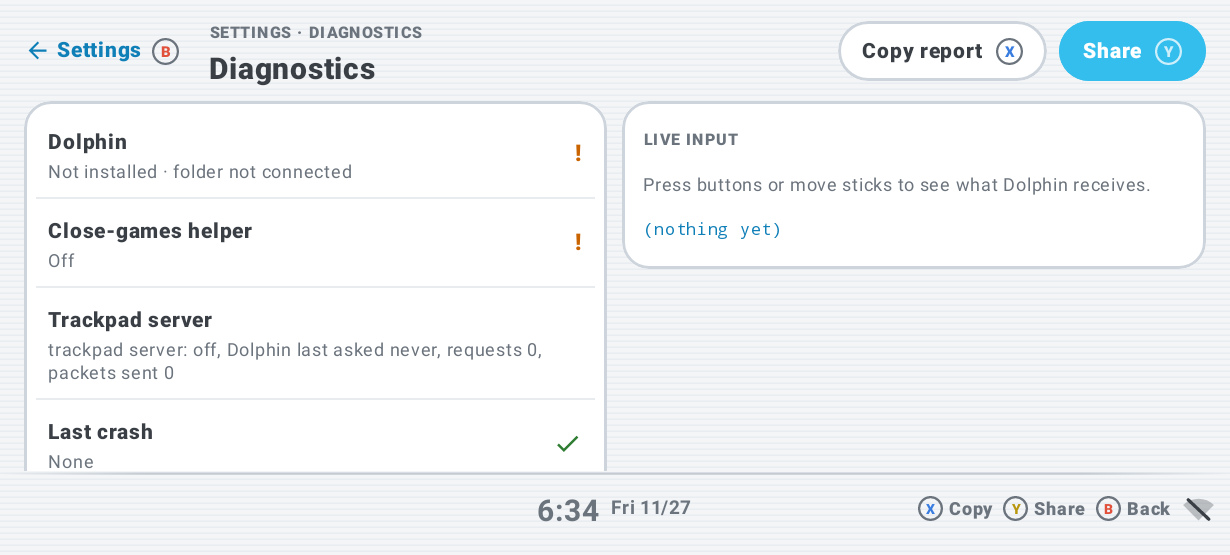 Settings B
SETTINGS · DIAGNOSTICS
Diagnostics
Copy report X
Share Y
Dolphin
Not installed · folder not connected
!
Close-games helper
Off
!
Trackpad server
trackpad server: off, Dolphin last asked never, requests 0,
packets sent 0
Last crash
None
LIVE INPUT
Press buttons or move sticks to see what Dolphin receives.
(nothing yet)
6:34 Fri 11/27
X Copy Y Share B Back